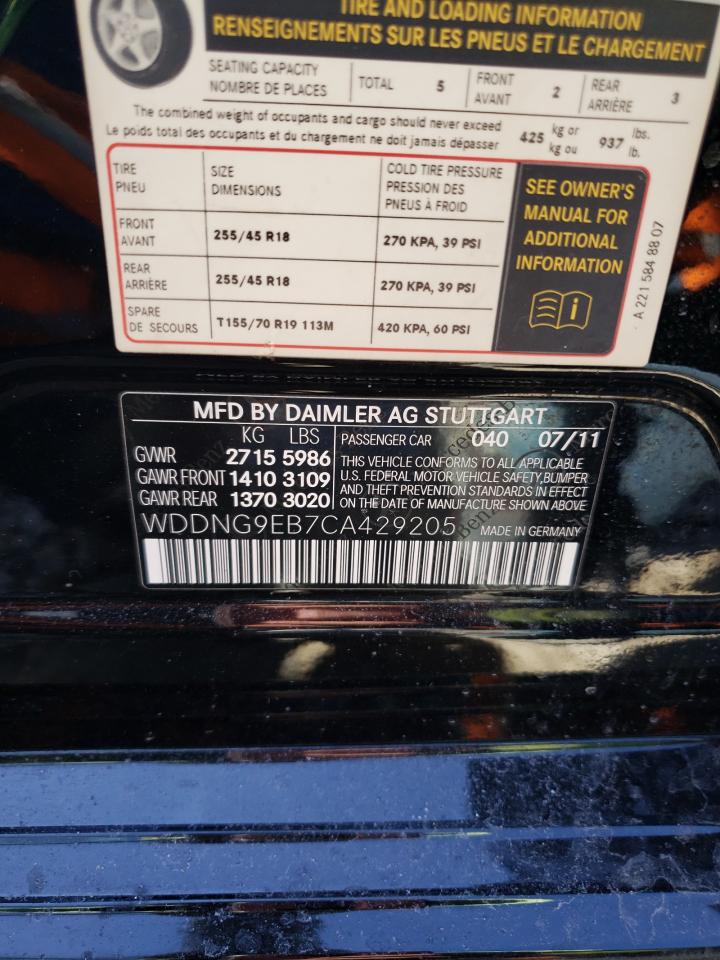 TIRE AND LOADING INFORMATION
RENSEIGNEMENTS SUR LES PNEUS ET LE CHARGEMENT
SEATING CAPACITY
NOMBRE DE PLACES
TOTAL 5
FRONT
AVANT
2
REAR
ARRIÈRE
3
The combined weight of occupants and cargo should never exceed
Le poids total des occupants et du chargement ne doit jamais dépasser
425 kg or
kg ou
937 lbs.
lb.
TIRE
PNEU
SIZE
DIMENSIONS
COLD TIRE PRESSURE
PRESSION DES
PNEUS À FROID
FRONT
AVANT
255/45 R18
270 KPA, 39 PSI
REAR
ARRIÈRE
255/45 R18
270 KPA, 39 PSI
SPARE
DE SECOURS
T155/70 R19 113M
420 KPA, 60 PSI
SEE OWNER'S
MANUAL FOR
ADDITIONAL
INFORMATION
i
A 221 584 88 07
MFD BY DAIMLER AG STUTTGART
KG LBS
GVWR 2715 5986
GAWR FRONT 1410 3109
GAWR REAR 1370 3020
PASSENGER CAR 040 07/11
THIS VEHICLE CONFORMS TO ALL APPLICABLE
U.S. FEDERAL MOTOR VEHICLE SAFETY,BUMPER
AND THEFT PREVENTION STANDARDS IN EFFECT
ON THE DATE OF MANUFACTURE SHOWN ABOVE
WDDNG9EB7CA429205 MADE IN GERMANY